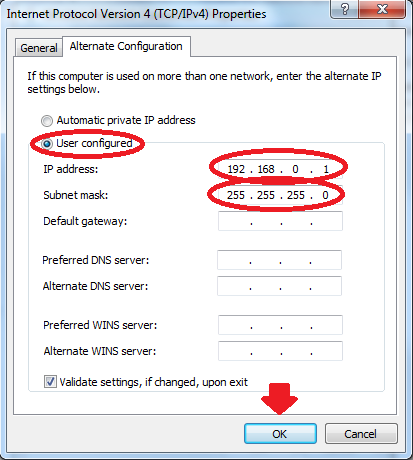 Internet Protocol Version 4 (TCP/IPv4) Properties
General
Alternate Configuration
If this computer is used on more than one network, enter the alternate IP
settings below.
Automatic private IP address
User configured
IP address: 192 . 168 . 0 . 1
Subnet mask: 255 . 255 . 255 . 0
Default gateway: . . .
Preferred DNS server: . . .
Alternate DNS server: . . .
Preferred WINS server: . . .
Alternate WINS server: . . .
Validate settings, if changed, upon exit
OK
Cancel